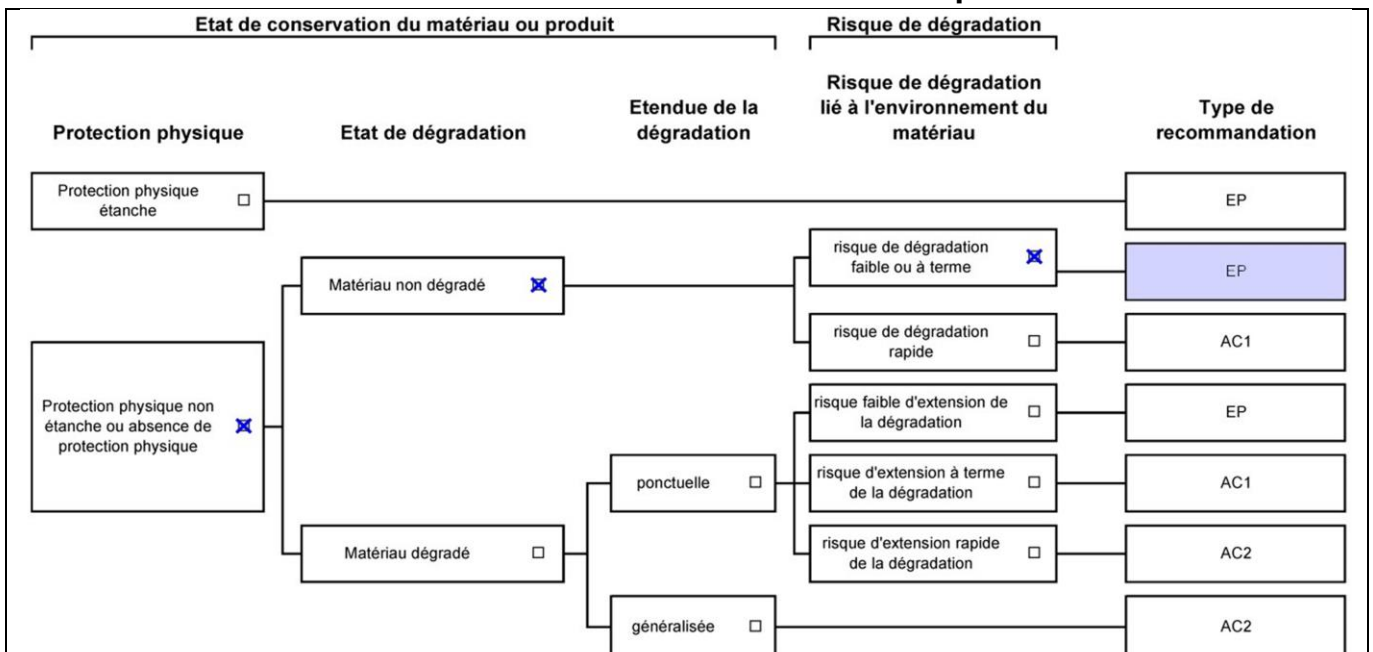 Etat de conservation du matériau ou produit
Risque de dégradation
Protection physique
Etat de dégradation
Etendue de la
dégradation
Risque de dégradation
lié à l'environnement du
matériau
Type de
recommandation
Protection physique
étanche
EP
risque de dégradation
faible ou à terme
EP
Matériau non dégradé
risque de dégradation
rapide
AC1
Protection physique non
étanche ou absence de
protection physique
risque faible d'extension de
la dégradation
EP
ponctuelle
risque d'extension à terme
de la dégradation
AC1
Matériau dégradé
risque d'extension rapide
de la dégradation
AC2
généralisée
AC2